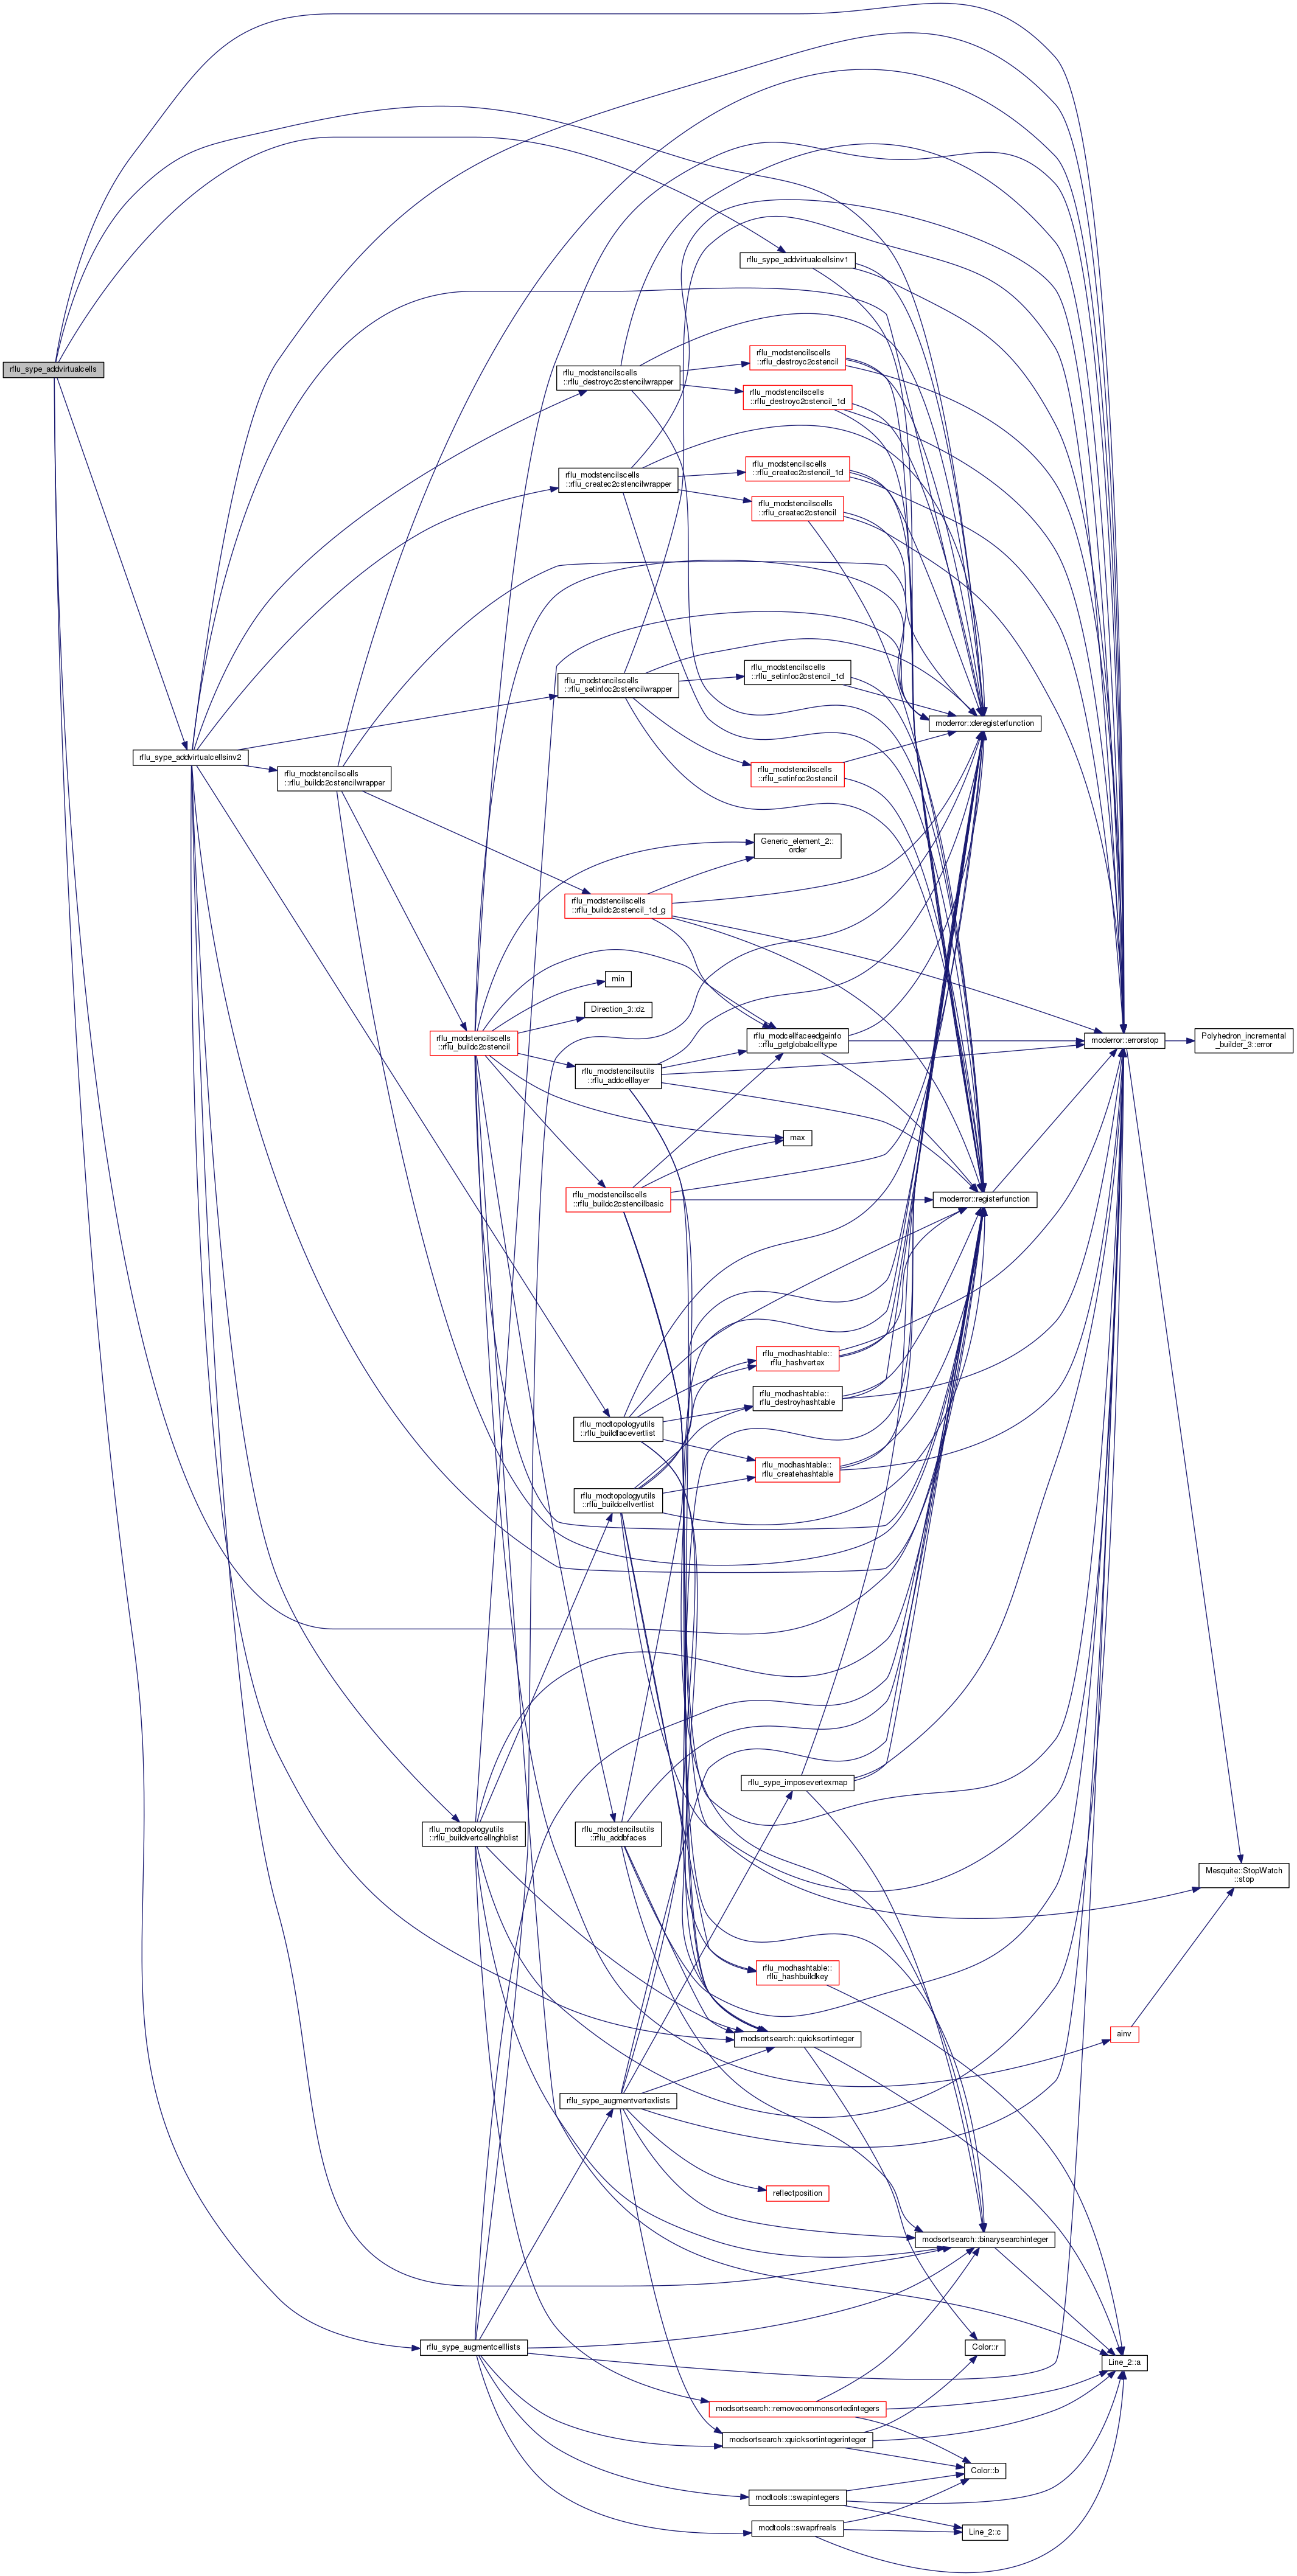 rflu_sype_addvirtualcells
rflu_sype_addvirtualcellsinv1
rflu_modstencilscells
::rflu_destroyc2cstencil
rflu_modstencilscells
::rflu_destroyc2cstencilwrapper
rflu_modstencilscells
::rflu_destroyc2cstencil_1d
rflu_modstencilscells
::rflu_createc2cstencil_1d
rflu_modstencilscells
::rflu_createc2cstencilwrapper
rflu_modstencilscells
::rflu_createc2cstencil
rflu_modstencilscells
::rflu_setinfoc2cstencil_1d
rflu_modstencilscells
::rflu_setinfoc2cstencilwrapper
moderror::deregisterfunction
rflu_sype_addvirtualcellsinv2
rflu_modstencilscells
::rflu_buildc2cstencilwrapper
rflu_modstencilscells
::rflu_setinfoc2cstencil
Generic_element_2::
order
rflu_modstencilscells
::rflu_buildc2cstencil_1d_g
min
Direction_3::dz
rflu_modstencilscells
::rflu_buildc2cstencil
rflu_modcellfaceedgeinfo
::rflu_getglobalcelltype
moderror::errorstop
Polyhedron_incremental
_builder_3::error
rflu_modstencilsutils
::rflu_addcelllayer
max
rflu_modstencilscells
::rflu_buildc2cstencilbasic
moderror::registerfunction
rflu_modhashtable::
rflu_hashvertex
rflu_modhashtable::
rflu_destroyhashtable
rflu_modtopologyutils
::rflu_buildfacevertlist
rflu_modhashtable::
rflu_createhashtable
rflu_modtopologyutils
::rflu_buildcellvertlist
rflu_sype_imposevertexmap
rflu_modtopologyutils
::rflu_buildvertcellnghblist
rflu_modstencilsutils
::rflu_addbfaces
Mesquite::StopWatch
::stop
rflu_modhashtable::
rflu_hashbuildkey
ainv
modsortsearch::quicksortinteger
rflu_sype_augmentvertexlists
reflectposition
modsortsearch::binarysearchinteger
rflu_sype_augmentcelllists
Color::r
Line_2::a
modsortsearch::removecommonsortedintegers
modsortsearch::quicksortintegerinteger
Color::b
modtools::swapintegers
modtools::swaprfreals
Line_2::c